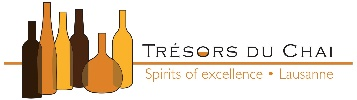 TRÉSORS DU CHAI
Spirits of excellence • Lausanne